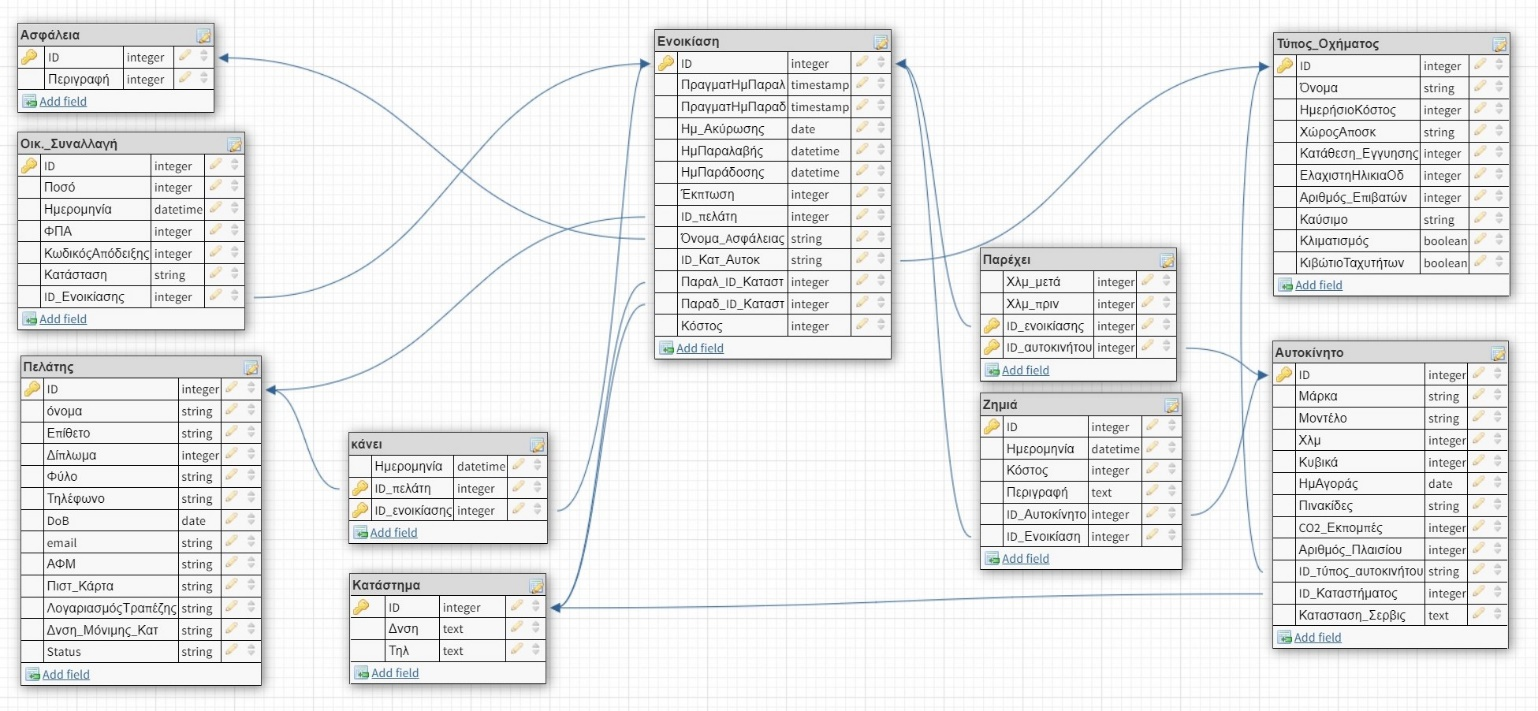 Ασφάλεια
ID integer
Περιγραφή integer
Add field
Οικ._Συναλλαγή
ID integer
Ποσό integer
Ημερομηνία datetime
ΦΠΑ integer
ΚωδικόςΑπόδειξης integer
Κατάσταση string
ID_Ενοικίασης integer
Add field
Πελάτης
ID integer
όνομα string
Επίθετο string
Δίπλωμα integer
Φύλο string
Τηλέφωνο string
DoB date
email string
ΑΦΜ string
Πιστ_Κάρτα string
ΛογαριασμόςΤραπέζης string
Δνση_Μόνιμης_Κατ string
Status string
Add field
κάνει
Ημερομηνία datetime
ID_πελάτη integer
ID_ενοικίασης integer
Add field
Κατάστημα
ID integer
Δνση text
Τηλ text
Add field
Ενοικίαση
ID integer
ΠραγματΗμΠαραλ timestamp
ΠραγματΗμΠαραδ timestamp
Ημ_Ακύρωσης date
ΗμΠαραλαβής datetime
ΗμΠαράδοσης datetime
Έκπτωση integer
ID_πελάτη integer
Όνομα_Ασφάλειας string
ID_Κατ_Αυτοκ string
Παραλ_ID_Καταστ integer
Παραδ_ID_Καταστ integer
Κόστος integer
Add field
Παρέχει
Χλμ_μετά integer
Χλμ_πριν integer
ID_ενοικίασης integer
ID_αυτοκινήτου integer
Add field
Ζημιά
ID integer
Ημερομηνία datetime
Κόστος integer
Περιγραφή text
ID_Αυτοκίνητο integer
ID_Ενοικίαση integer
Add field
Τύπος_Οχήματος
ID integer
Όνομα string
ΗμερήσιοΚόστος integer
ΧώροςΑποσκ string
Κατάθεση_Εγγυησης integer
ΕλαχιστηΗλικιαΟδ integer
Αριθμός_Επιβατών integer
Καύσιμο string
Κλιματισμός boolean
ΚιβώτιοΤαχυτήτων boolean
Add field
Αυτοκίνητο
ID integer
Μάρκα string
Μοντέλο string
Χλμ integer
Κυβικά integer
ΗμΑγοράς date
Πινακίδες string
CO2_Εκπομπές integer
Αριθμός_Πλαισίου integer
ID_τύπος_αυτοκινήτου string
ID_Καταστήματος integer
Κατασταση_Σερβις text
Add field